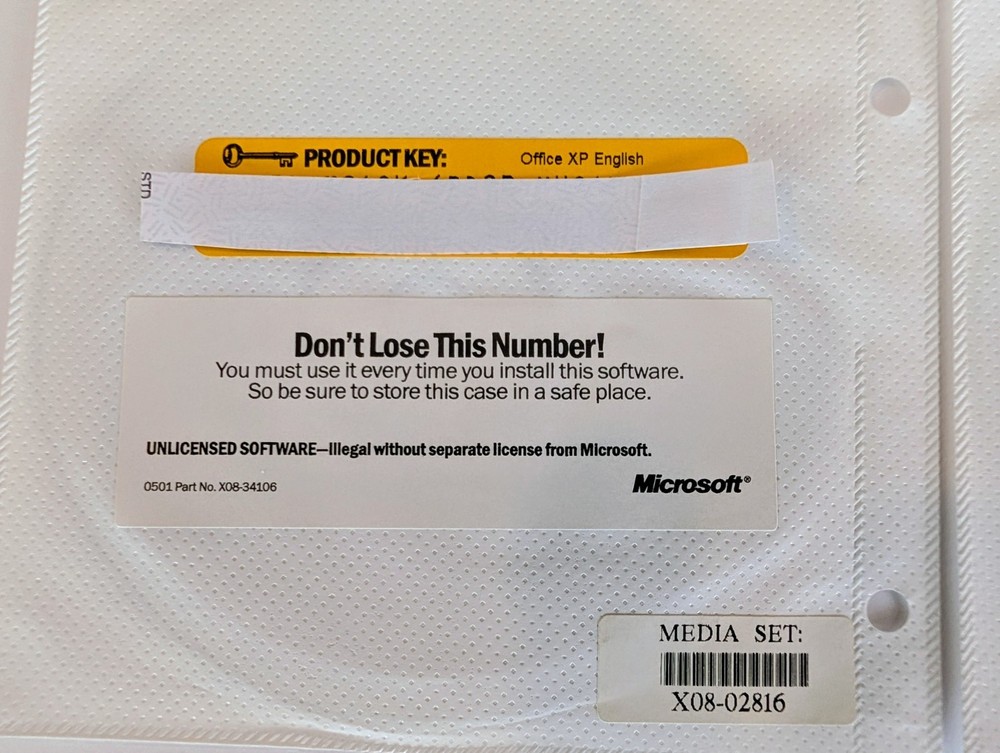 PRODUCT KEY: Office XP English
STD
Don't Lose This Number!
You must use it every time you install this software.
So be sure to store this case in a safe place.
UNLICENSED SOFTWARE—Illegal without separate license from Microsoft.
0501 Part No. X08-34106 Microsoft®
MEDIA SET:
X08-02816